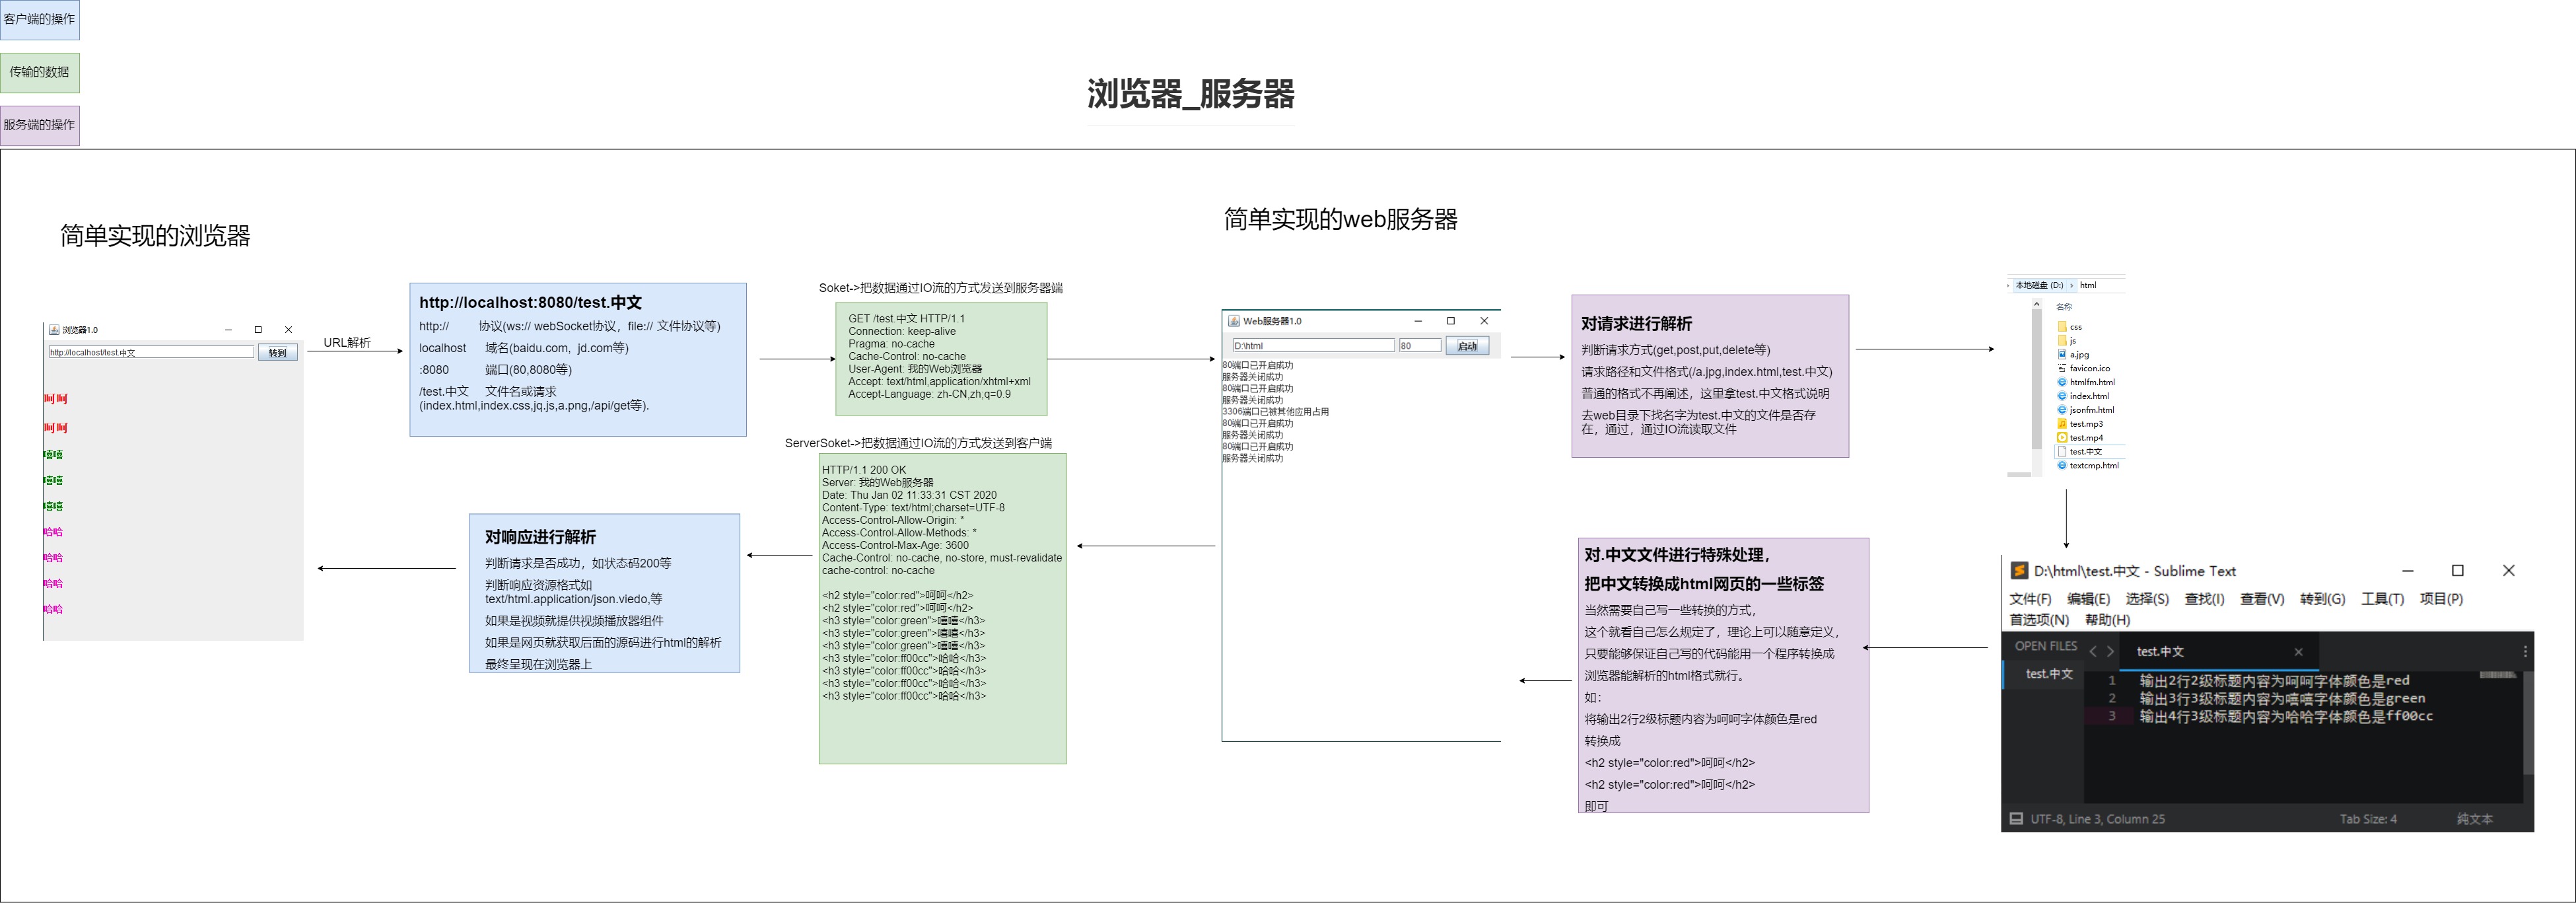 客户端的操作
传输的数据
服务端的操作
浏览器_服务器
简单实现的浏览器
浏览器1.0
http://localhost/test.中文
转到
呵呵
呵呵
嘻嘻
嘻嘻
嘻嘻
哈哈
哈哈
哈哈
哈哈
URL解析
http://localhost:8080/test.中文
http:// 协议(ws:// webSocket协议，file:// 文件协议等)
localhost 域名(baidu.com，jd.com等)
:8080 端口(80,8080等)
/test.中文 文件名或请求
(index.html,index.css,jq.js,a.png,/api/get等).
Soket->把数据通过IO流的方式发送到服务器端
GET /test.中文 HTTP/1.1
Connection: keep-alive
Pragma: no-cache
Cache-Control: no-cache
User-Agent: 我的Web浏览器
Accept: text/html,application/xhtml+xml
Accept-Language: zh-CN,zh;q=0.9
简单实现的web服务器
Web服务器1.0
D:\html
80
启动
80端口已开启成功
服务器关闭成功
80端口已开启成功
服务器关闭成功
3306端口已被其他应用占用
80端口已开启成功
服务器关闭成功
80端口已开启成功
服务器关闭成功
对请求进行解析
判断请求方式(get,post,put,delete等)
请求路径和文件格式(/a.jpg,index.html,test.中文)
普通的格式不再阐述，这里拿test.中文格式说明
去web目录下找名字为test.中文的文件是否存
在，通过，通过IO流读取文件
本地磁盘 (D:) › html
名称
css
js
a.jpg
favicon.ico
htmlfm.html
index.html
jsonfm.html
test.mp3
test.mp4
test.中文
textcmp.html
D:\html\test.中文 - Sublime Text
文件(F) 编辑(E) 选择(S) 查找(I) 查看(V) 转到(G) 工具(T) 项目(P)
首选项(N) 帮助(H)
OPEN FILES
test.中文
test.中文
1 输出2行2级标题内容为呵呵字体颜色是red
2 输出3行3级标题内容为嘻嘻字体颜色是green
3 输出4行3级标题内容为哈哈字体颜色是ff00cc
UTF-8, Line 3, Column 25
Tab Size: 4
纯文本
对.中文文件进行特殊处理，
把中文转换成html网页的一些标签
当然需要自己写一些转换的方式，
这个就看自己怎么规定了，理论上可以随意定义，
只要能够保证自己写的代码能用一个程序转换成
浏览器能解析的html格式就行。
如：
将输出2行2级标题内容为呵呵字体颜色是red
转换成
<h2 style="color:red">呵呵</h2>
<h2 style="color:red">呵呵</h2>
即可
ServerSoket->把数据通过IO流的方式发送到客户端
HTTP/1.1 200 OK
Server: 我的Web服务器
Date: Thu Jan 02 11:33:31 CST 2020
Content-Type: text/html;charset=UTF-8
Access-Control-Allow-Origin: *
Access-Control-Allow-Methods: *
Access-Control-Max-Age: 3600
Cache-Control: no-cache, no-store, must-revalidate
cache-control: no-cache
<h2 style="color:red">呵呵</h2>
<h2 style="color:red">呵呵</h2>
<h3 style="color:green">嘻嘻</h3>
<h3 style="color:green">嘻嘻</h3>
<h3 style="color:green">嘻嘻</h3>
<h3 style="color:ff00cc">哈哈</h3>
<h3 style="color:ff00cc">哈哈</h3>
<h3 style="color:ff00cc">哈哈</h3>
<h3 style="color:ff00cc">哈哈</h3>
对响应进行解析
判断请求是否成功，如状态码200等
判断响应资源格式如
text/html.application/json.viedo,等
如果是视频就提供视频播放器组件
如果是网页就获取后面的源码进行html的解析
最终呈现在浏览器上